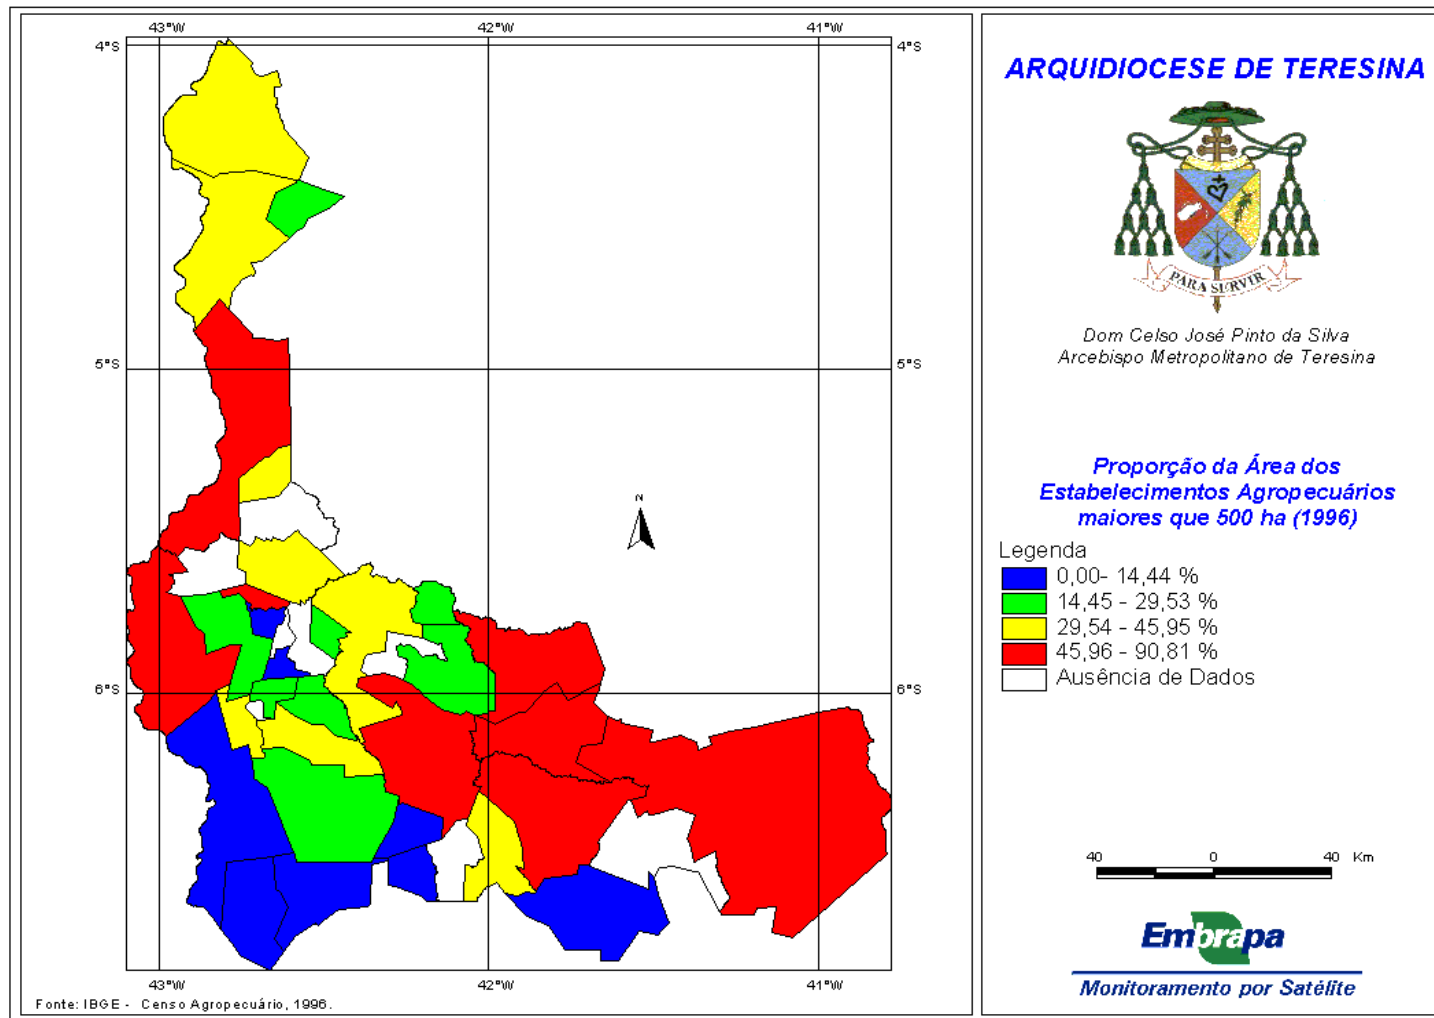 43°W
42°W
41°W
4°S
4°S
5°S
5°S
6°S
6°S
43°W
42°W
41°W
N
Fonte: IBGE - Censo Agropecuário, 1996.
ARQUIDIOCESE DE TERESINA
PARA SERVIR
Dom Celso José Pinto da Silva
Arcebispo Metropolitano de Teresina
Proporção da Área dos
Estabelecimentos Agropecuários
maiores que 500 ha (1996)
Legenda
0,00- 14,44 %
14,45 - 29,53 %
29,54 - 45,95 %
45,96 - 90,81 %
Ausência de Dados
40 0 40 Km
Embrapa
Monitoramento por Satélite